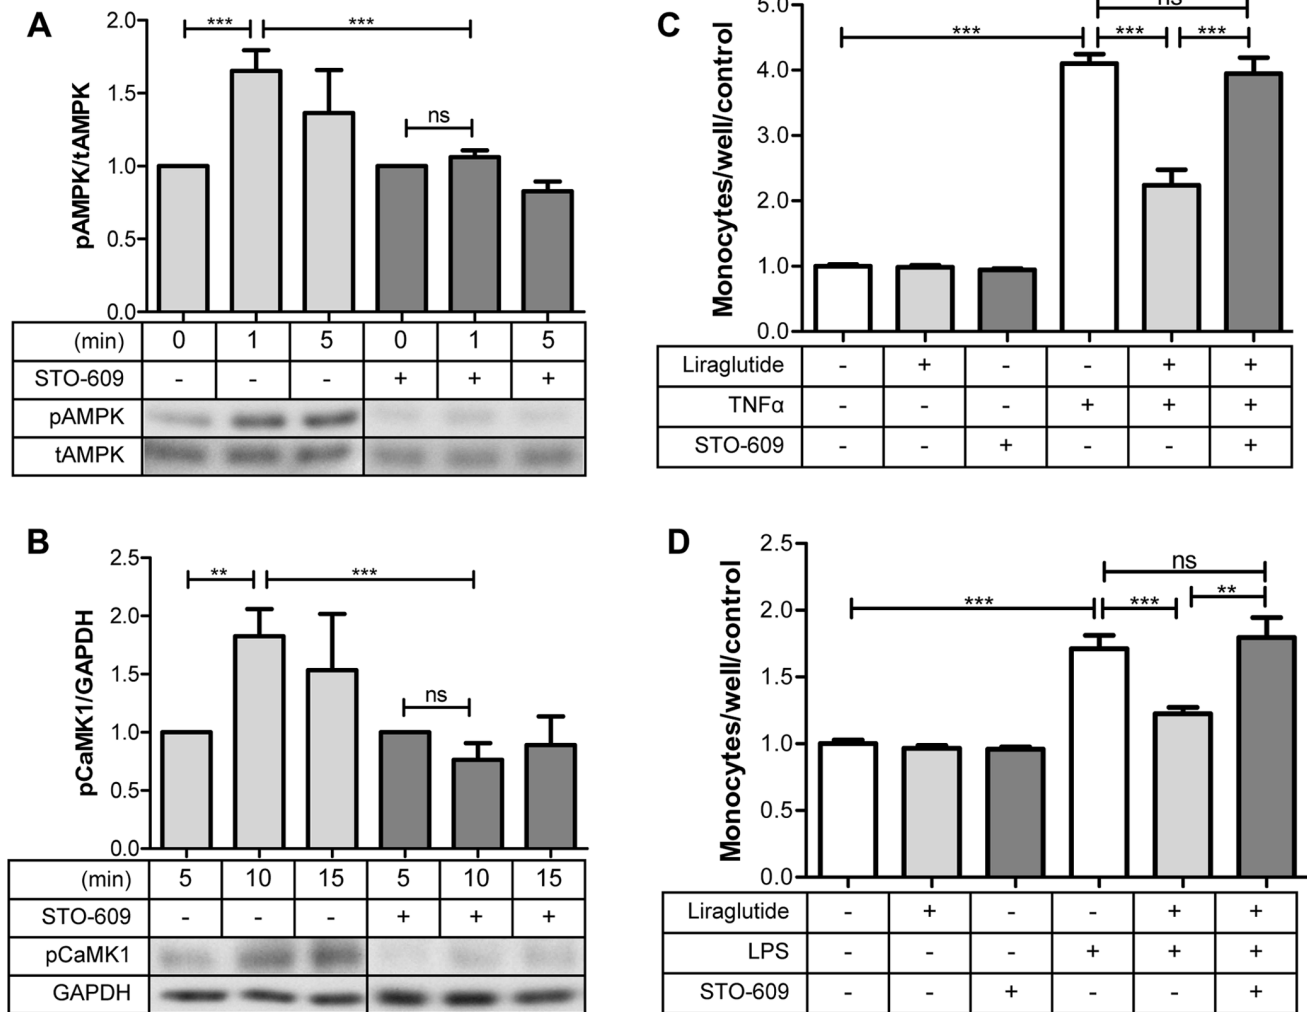 A
pAMPK/tAMPK
2.0
1.5
1.0
0.5
0.0
***
***
ns
(min) 0 1 5 0 1 5
STO-609 - - - + + +
pAMPK
tAMPK
C
Monocytes/well/control
5.0
4.0
3.0
2.0
1.0
0.0
ns
***
***
***
Liraglutide - + - - + +
TNFα - - - + + +
STO-609 - - + - - +
B
pCaMK1/GAPDH
2.5
2.0
1.5
1.0
0.5
0.0
**
***
ns
(min) 5 10 15 5 10 15
STO-609 - - - + + +
pCaMK1
GAPDH
D
Monocytes/well/control
2.5
2.0
1.5
1.0
0.5
0.0
ns
***
***
**
Liraglutide - + - - + +
LPS - - - + + +
STO-609 - - + - - +